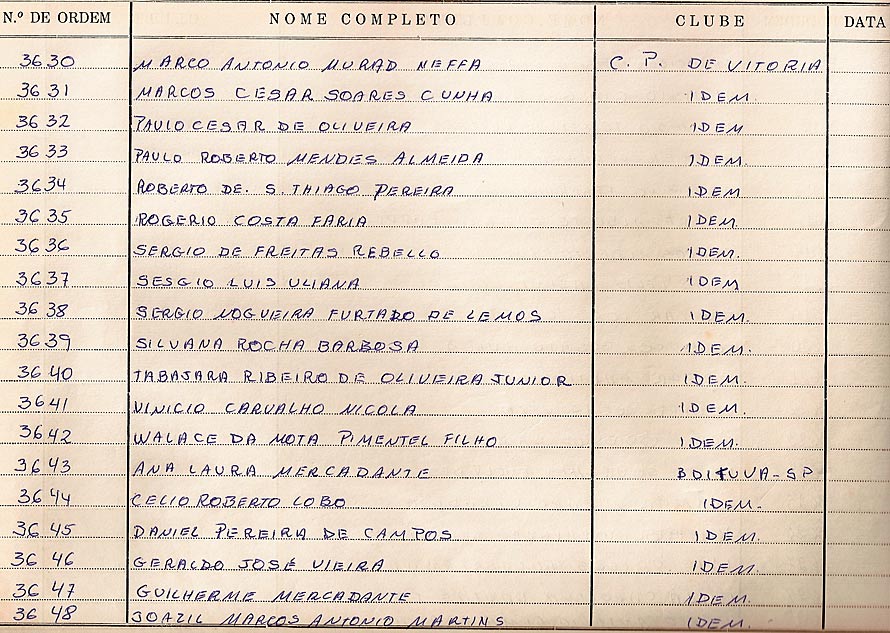 N.º DE ORDEM NOME COMPLETO CLUBE DATA
3630 MARCO ANTONIO MURAD NEFFA C. P. DE VITORIA
3631 MARCOS CESAR SOARES CUNHA IDEM.
3632 PAULO CESAR DE OLIVEIRA IDEM
3633 PAULO ROBERTO MENDES ALMEIDA IDEM.
3634 ROBERTO DE. S. THIAGO PEREIRA IDEM
3635 ROGERIO COSTA FARIA IDEM.
3636 SERGIO DE FREITAS REBELLO IDEM.
3637 SESGIO LUIS ULIANA IDEM
3638 SERGIO NOGUEIRA FURTADO DE LEMOS IDEM.
3639 SILVANA ROCHA BARBOSA IDEM.
3640 TABAJARA RIBEIRO DE OLIVEIRA JUNIOR IDEM.
3641 VINICIO CARVALHO NICOLA IDEM.
3642 WALACE DA MOTA PIMENTEL FILHO IDEM.
3643 ANA LAURA MERCADANTE BOITUVA-SP
3644 CELIO ROBERTO LOBO IDEM.
3645 DANIEL PEREIRA DE CAMPOS IDEM.
3646 GERALDO JOSÉ VIEIRA IDEM.
3647 GUILHERME MERCADANTE IDEM.
3648 JOAZIL MARCOS ANTONIO MARTINS IDEM.